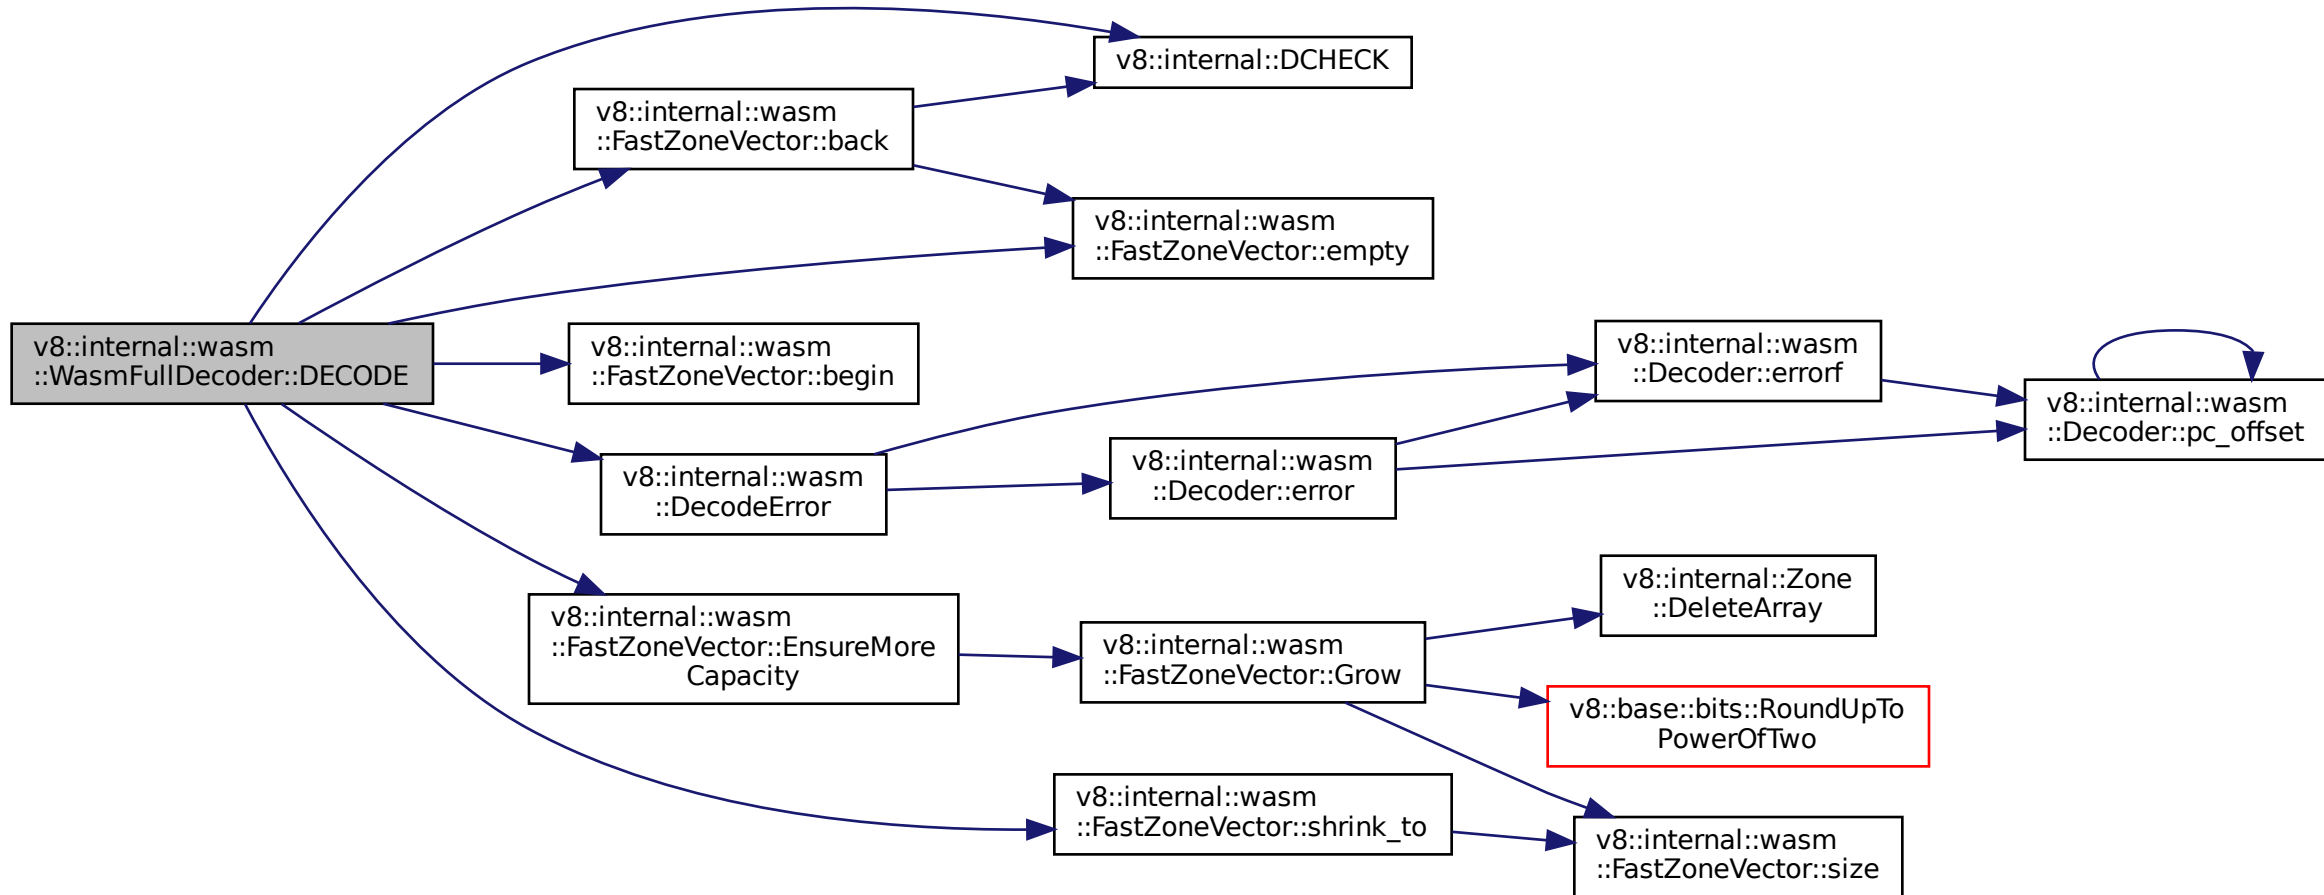 v8::internal::DCHECK
v8::internal::wasm
::FastZoneVector::back
v8::internal::wasm
::FastZoneVector::empty
v8::internal::wasm
::WasmFullDecoder::DECODE
v8::internal::wasm
::FastZoneVector::begin
v8::internal::wasm
::Decoder::errorf
v8::internal::wasm
::Decoder::pc_offset
v8::internal::wasm
::DecodeError
v8::internal::wasm
::Decoder::error
v8::internal::wasm
::FastZoneVector::EnsureMore
Capacity
v8::internal::wasm
::FastZoneVector::Grow
v8::internal::Zone
::DeleteArray
v8::base::bits::RoundUpTo
PowerOfTwo
v8::internal::wasm
::FastZoneVector::shrink_to
v8::internal::wasm
::FastZoneVector::size